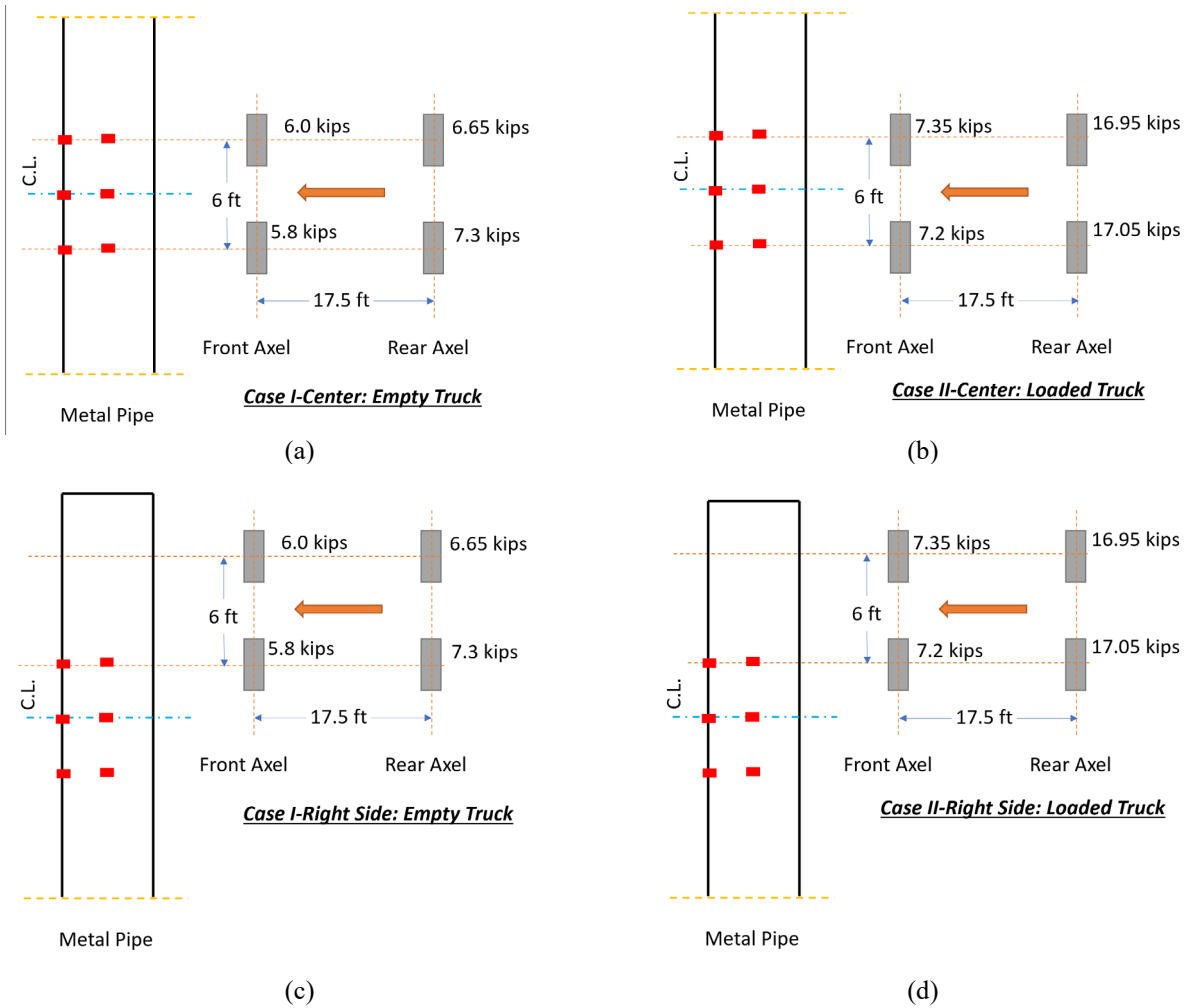 6.0 kips
6.65 kips
C.L.
6 ft
5.8 kips
7.3 kips
17.5 ft
Front Axel
Rear Axel
Case I-Center: Empty Truck
Metal Pipe
(a)
7.35 kips
16.95 kips
C.L.
6 ft
7.2 kips
17.05 kips
17.5 ft
Front Axel
Rear Axel
Case II-Center: Loaded Truck
Metal Pipe
(b)
6.0 kips
6.65 kips
6 ft
5.8 kips
7.3 kips
C.L.
17.5 ft
Front Axel
Rear Axel
Case I-Right Side: Empty Truck
Metal Pipe
(c)
7.35 kips
16.95 kips
6 ft
7.2 kips
17.05 kips
C.L.
17.5 ft
Front Axel
Rear Axel
Case II-Right Side: Loaded Truck
Metal Pipe
(d)